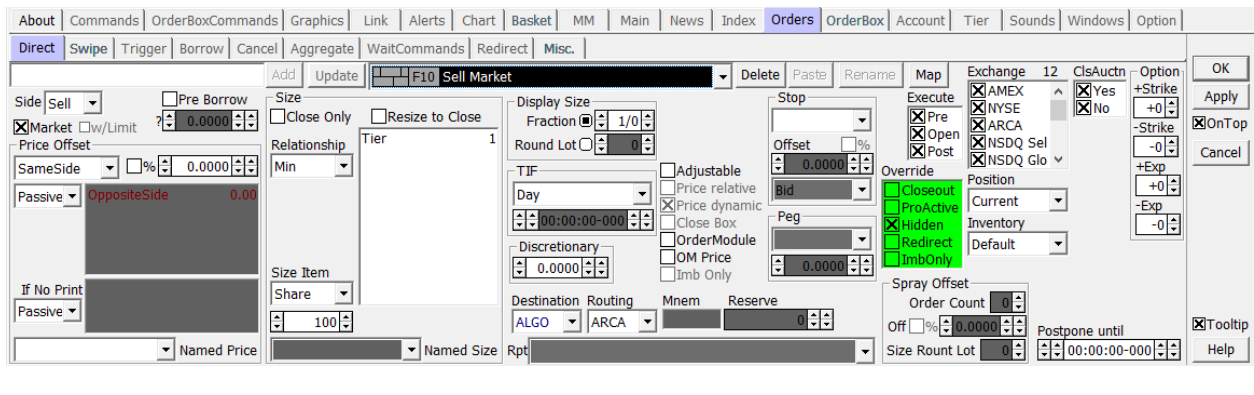 About Commands OrderBoxCommands Graphics Link Alerts Chart Basket MM Main News Index Orders OrderBox Account Tier Sounds Windows Option
Direct Swipe Trigger Borrow Cancel Aggregate WaitCommands Redirect Misc.
Add Update F10 Sell Market Delete Paste Rename Map
Exchange 12 ClsAuctn Option OK
Side Sell Pre Borrow ? 0.0000
Market w/Limit
Price Offset
SameSide % 0.0000
Passive OppositeSide 0.00
If No Print
Passive
Named Price
Size
Close Only Resize to Close
Relationship Tier 1
Min
Size Item
Share
100
Named Size
Display Size
Fraction 1/0
Round Lot 0
TIF
Day
00:00:00-000
Discretionary
0.0000
Adjustable
Price relative
Price dynamic
Close Box
OrderModule
OM Price
Imb Only
Destination Routing Mnem Reserve
ALGO ARCA 0
Rpt
Stop
Offset %
0.0000
Bid
Peg
0.0000
Execute
Pre
Open
Post
AMEX
NYSE
ARCA
NSDQ Sel
NSDQ Glo
Yes
No
+Strike
+0
-Strike
-0
+Exp
+0
-Exp
-0
Override
Closeout
ProActive
Hidden
Redirect
ImbOnly
Position
Current
Inventory
Default
Spray Offset
Order Count 0
Off % 0.0000
Size Rount Lot 0
Postpone until
00:00:00-000
Apply
OnTop
Cancel
Tooltip
Help